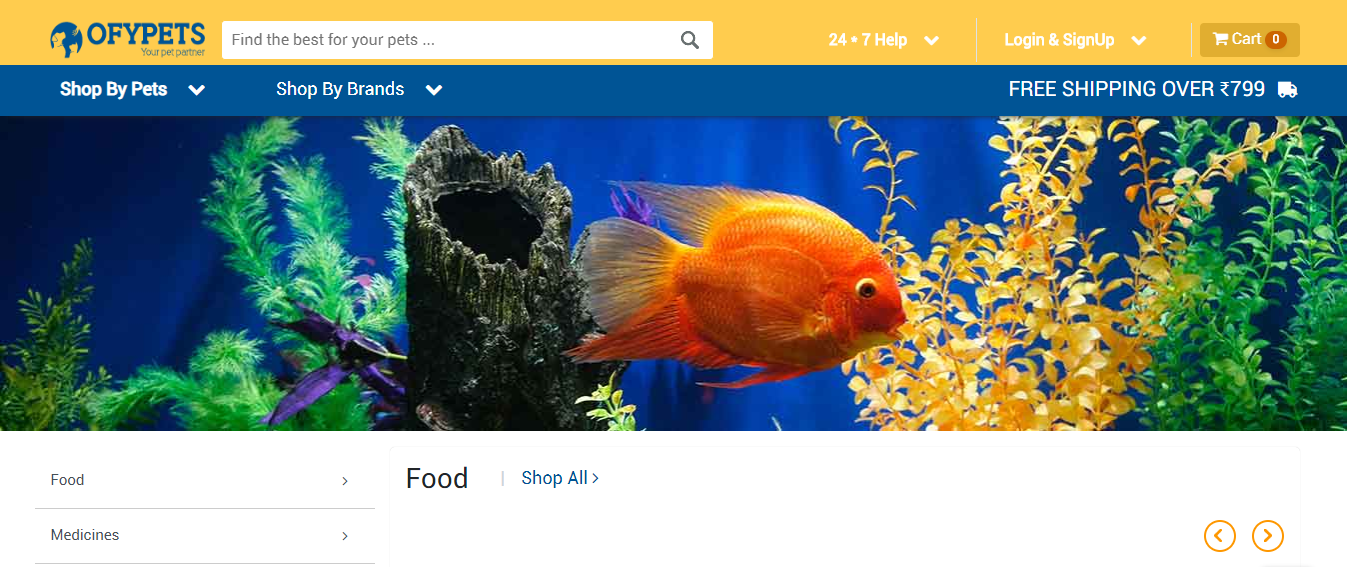 OFYPETS
Your pet partner
Find the best for your pets ...
24 * 7 Help
Login & SignUp
Cart 0
Shop By Pets
Shop By Brands
FREE SHIPPING OVER ₹799
Food
Medicines
Food | Shop All